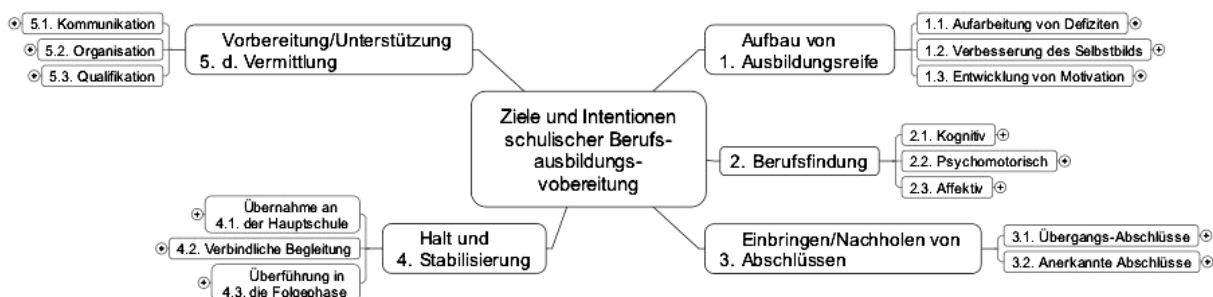 Ziele und Intentionen
schulischer Berufs-
ausbildungs-
vobereitung
Aufbau von
1. Ausbildungsreife
1.1. Aufarbeitung von Defiziten
1.2. Verbesserung des Selbstbilds
1.3. Entwicklung von Motivation
2. Berufsfindung
2.1. Kognitiv
2.2. Psychomotorisch
2.3. Affektiv
Einbringen/Nachholen von
3. Abschlüssen
3.1. Übergangs-Abschlüsse
3.2. Anerkannte Abschlüsse
Halt und
4. Stabilisierung
Übernahme an
4.1. der Hauptschule
4.2. Verbindliche Begleitung
Überführung in
4.3. die Folgephase
Vorbereitung/Unterstützung
5. d. Vermittlung
5.1. Kommunikation
5.2. Organisation
5.3. Qualifikation